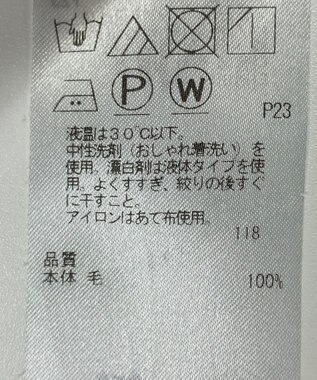 P W
P23
液温は30℃以下。
中性洗剤（おしゃれ着洗い）を
使用。漂白剤は液体タイプを使
用。よくすすぎ、絞りの後すぐ
に干すこと。
アイロンはあて布使用。
118
品質
本体 毛 100%